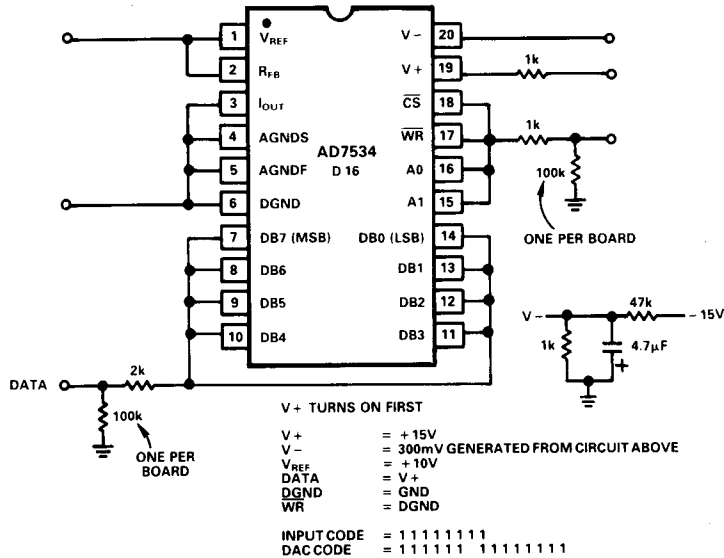 1 VREF
2 RFB
3 IOUT
4 AGNDS
5 AGNDF
6 DGND
7 DB7 (MSB)
8 DB6
9 DB5
10 DB4
AD7534
D 16
V− 20
V+ 19
CS 18
WR 17
A0 16
A1 15
DB0 (LSB) 14
DB1 13
DB2 12
DB3 11
1k
1k
100k
ONE PER BOARD
V−
47k
−15V
1k
4.7µF
+
DATA
2k
100k
ONE PER
BOARD
V+ TURNS ON FIRST
V+ = +15V
V− = 300mV GENERATED FROM CIRCUIT ABOVE
VREF = +10V
DATA = V+
DGND = GND
WR = DGND
INPUT CODE = 1 1 1 1 1 1 1 1
DAC CODE = 1 1 1 1 1 1 1 1 1 1 1 1 1 1